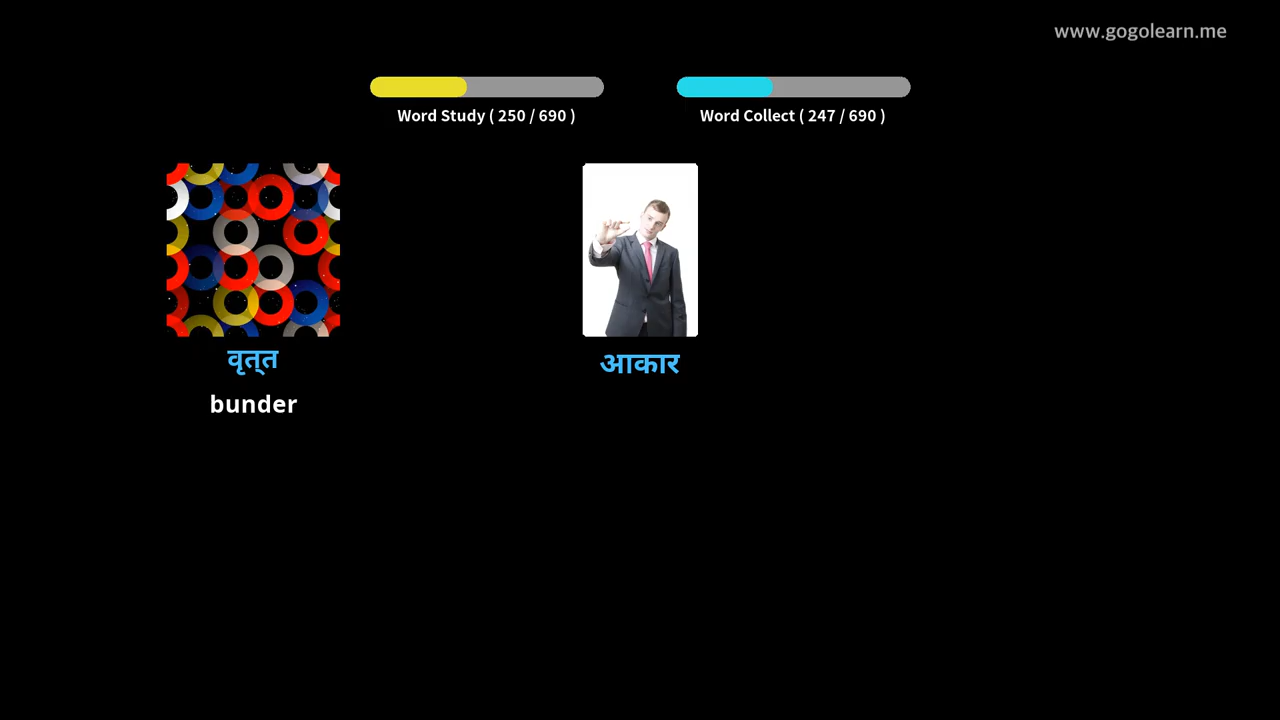 www.gogolearn.me
Word Study ( 250 / 690 )
Word Collect ( 247 / 690 )
वृत्‌त
आकार
bunder